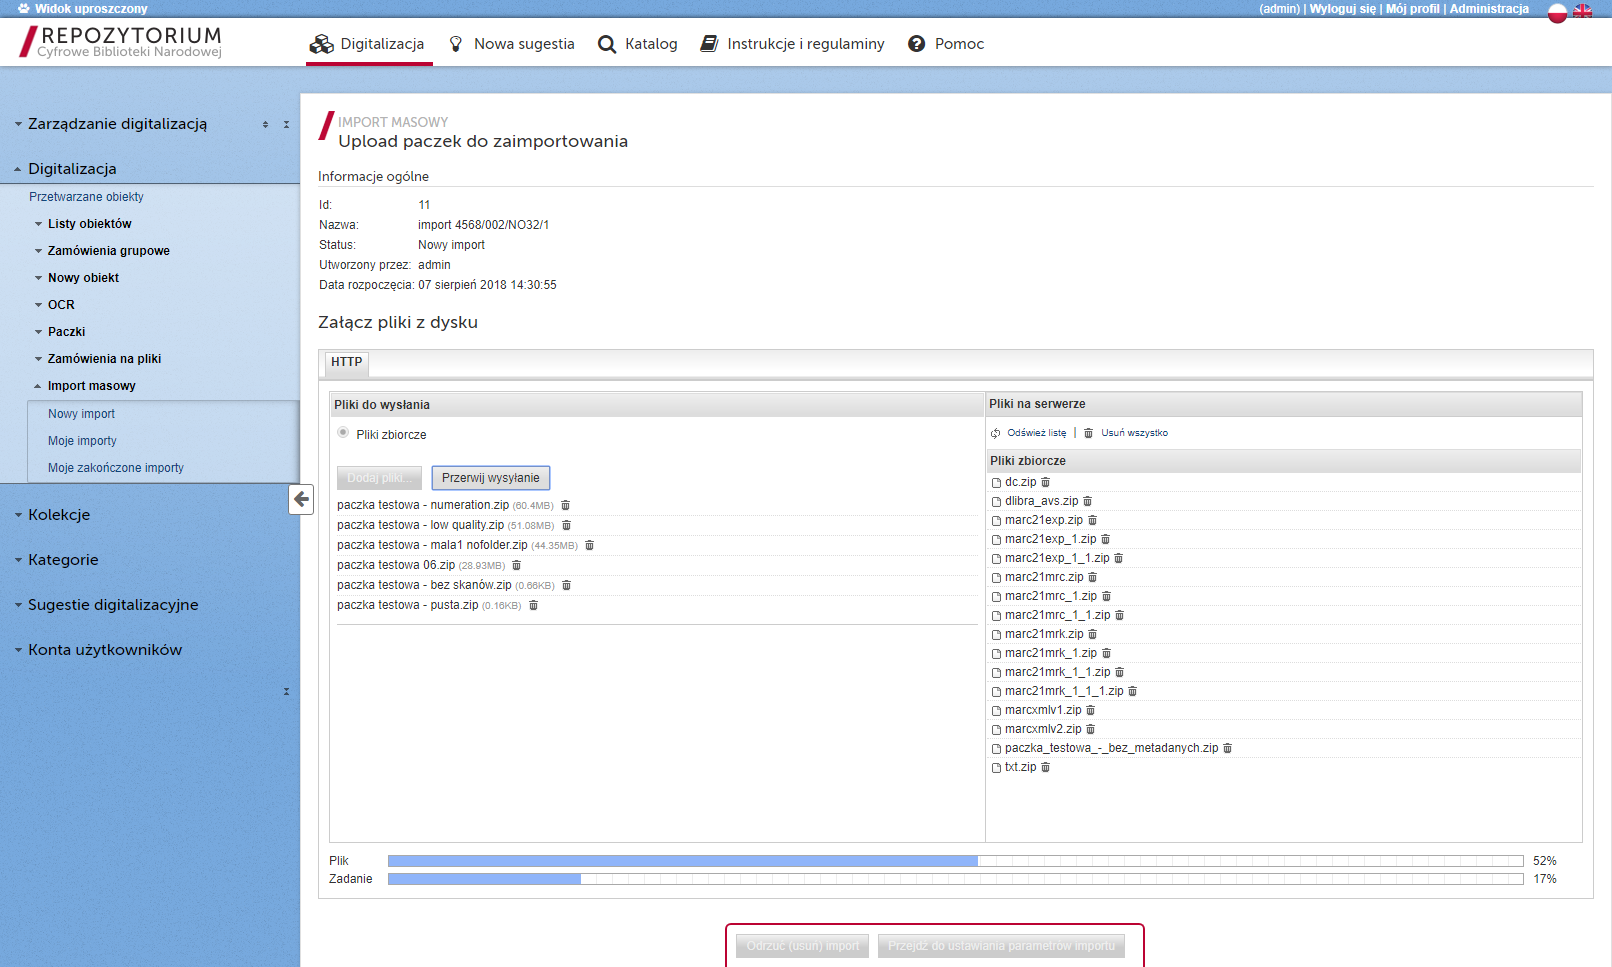 Widok uproszczony
(admin) | Wyloguj się | Mój profil | Administracja
REPOZYTORIUM
Cyfrowe Biblioteki Narodowej
Digitalizacja
Nowa sugestia
Katalog
Instrukcje i regulaminy
Pomoc
Zarządzanie digitalizacją
Digitalizacja
Przetwarzane obiekty
Listy obiektów
Zamówienia grupowe
Nowy obiekt
OCR
Paczki
Zamówienia na pliki
Import masowy
Nowy import
Moje importy
Moje zakończone importy
Kolekcje
Kategorie
Sugestie digitalizacyjne
Konta użytkowników
IMPORT MASOWY
Upload paczek do zaimportowania
Informacje ogólne
Id: 11
Nazwa: import 4568/002/NO32/1
Status: Nowy import
Utworzony przez: admin
Data rozpoczęcia: 07 sierpień 2018 14:30:55
Załącz pliki z dysku
HTTP
Pliki do wysłania
Pliki zbiorcze
Dodaj pliki...
Przerwij wysyłanie
paczka testowa - numeration.zip (60.4MB)
paczka testowa - low quality.zip (51.08MB)
paczka testowa - mala1 nofolder.zip (44.35MB)
paczka testowa 06.zip (28.93MB)
paczka testowa - bez skanów.zip (0.66KB)
paczka testowa - pusta.zip (0.16KB)
Pliki na serwerze
Odśwież listę | Usuń wszystko
Pliki zbiorcze
dc.zip
dlibra_avs.zip
marc21exp.zip
marc21exp_1.zip
marc21exp_1_1.zip
marc21mrc.zip
marc21mrc_1.zip
marc21mrc_1_1.zip
marc21mrk.zip
marc21mrk_1.zip
marc21mrk_1_1.zip
marc21mrk_1_1_1.zip
marcxmlv1.zip
marcxmlv2.zip
paczka_testowa_-_bez_metadanych.zip
txt.zip
Plik 52%
Zadanie 17%
Odrzuć (usuń) import
Przejdź do ustawiania parametrów importu